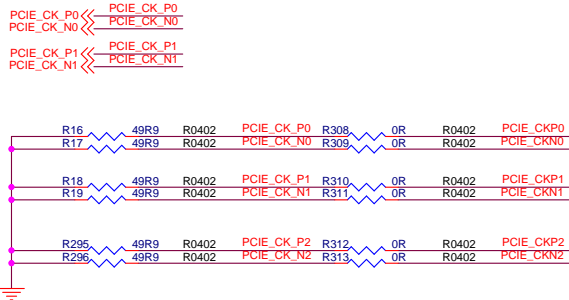 PCIE_CK_P0 PCIE_CK_P0
PCIE_CK_N0 PCIE_CK_N0
PCIE_CK_P1 PCIE_CK_P1
PCIE_CK_N1 PCIE_CK_N1
R16 49R9 R0402 PCIE_CK_P0 R308 0R R0402 PCIE_CKP0
R17 49R9 R0402 PCIE_CK_N0 R309 0R R0402 PCIE_CKN0
R18 49R9 R0402 PCIE_CK_P1 R310 0R R0402 PCIE_CKP1
R19 49R9 R0402 PCIE_CK_N1 R311 0R R0402 PCIE_CKN1
R295 49R9 R0402 PCIE_CK_P2 R312 0R R0402 PCIE_CKP2
R296 49R9 R0402 PCIE_CK_N2 R313 0R R0402 PCIE_CKN2